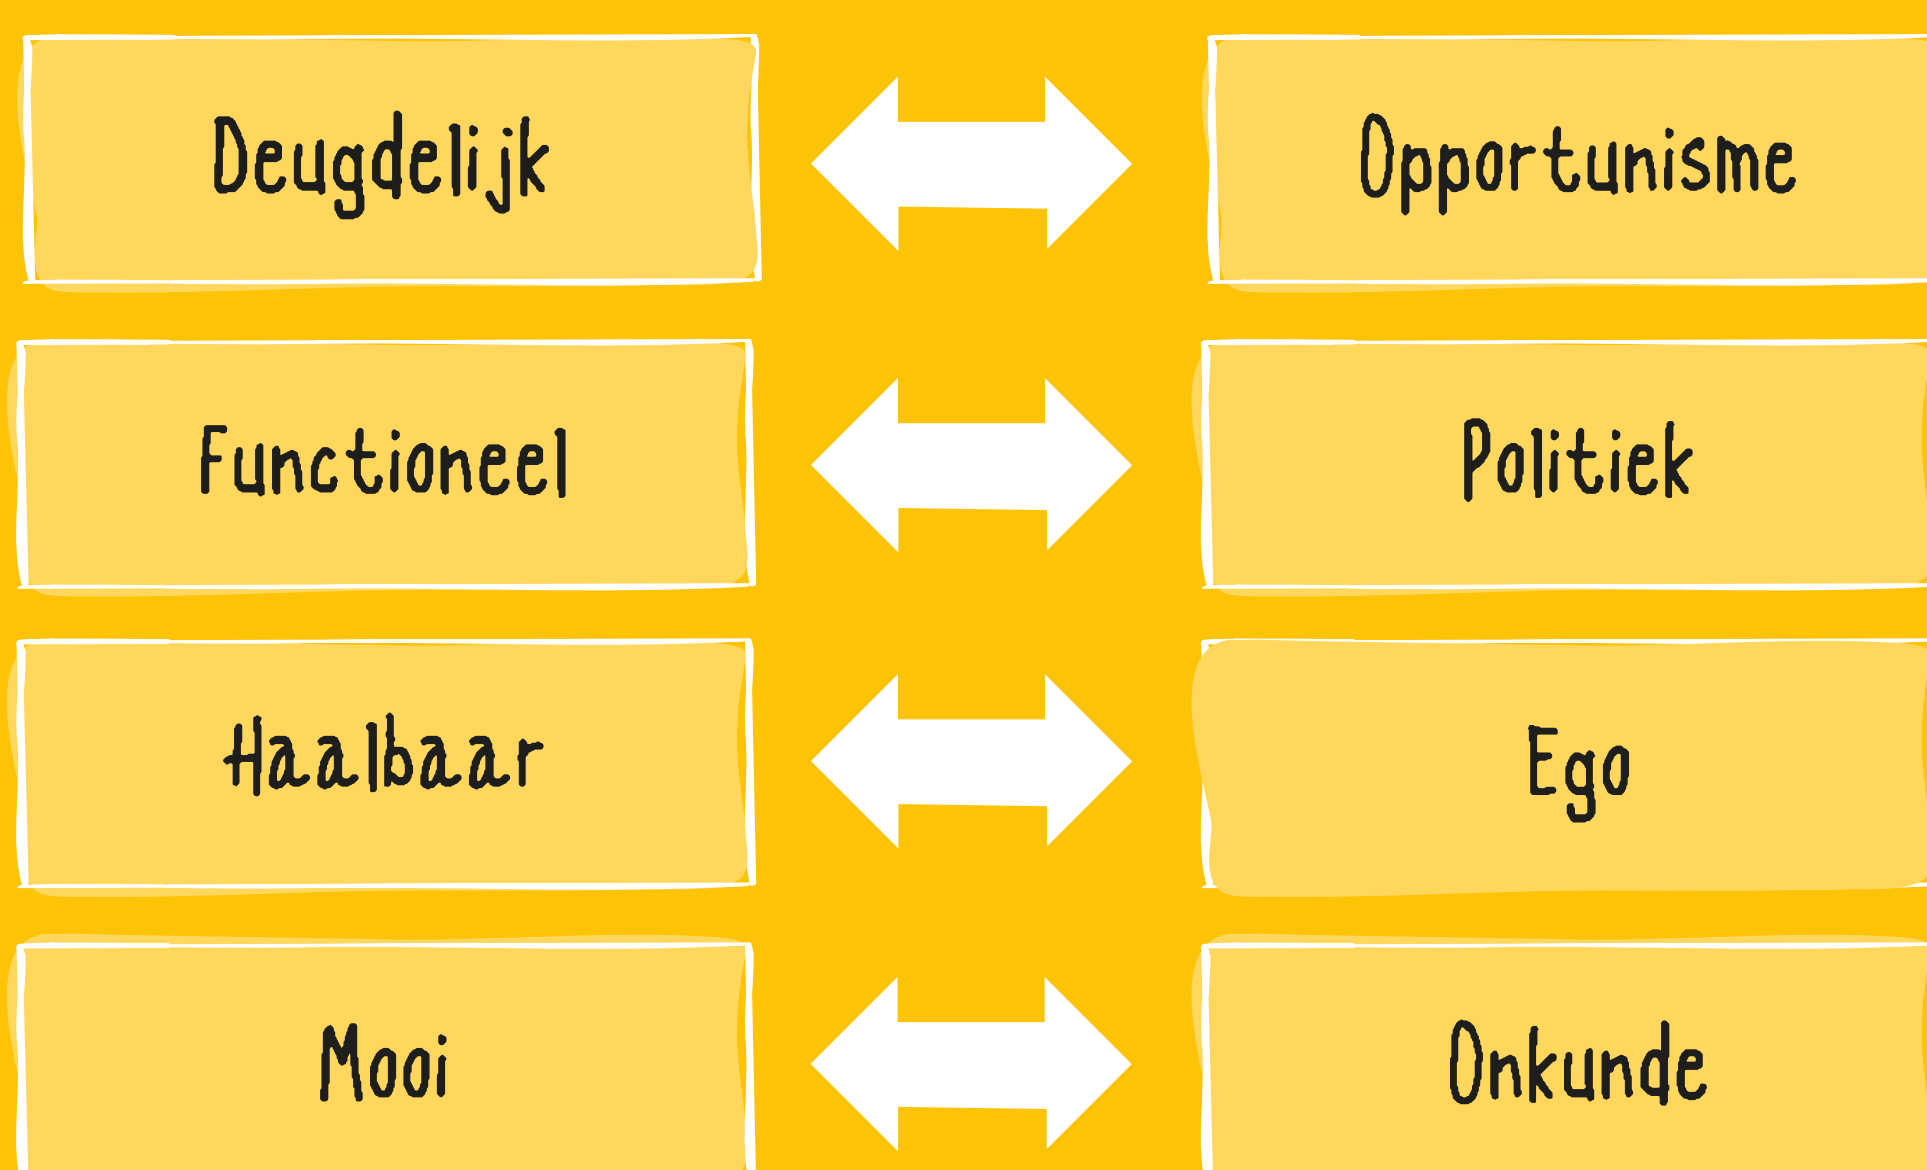 Deugdelijk
Opportunisme
Functioneel
Politiek
Haalbaar
Ego
Mooi
Onkunde